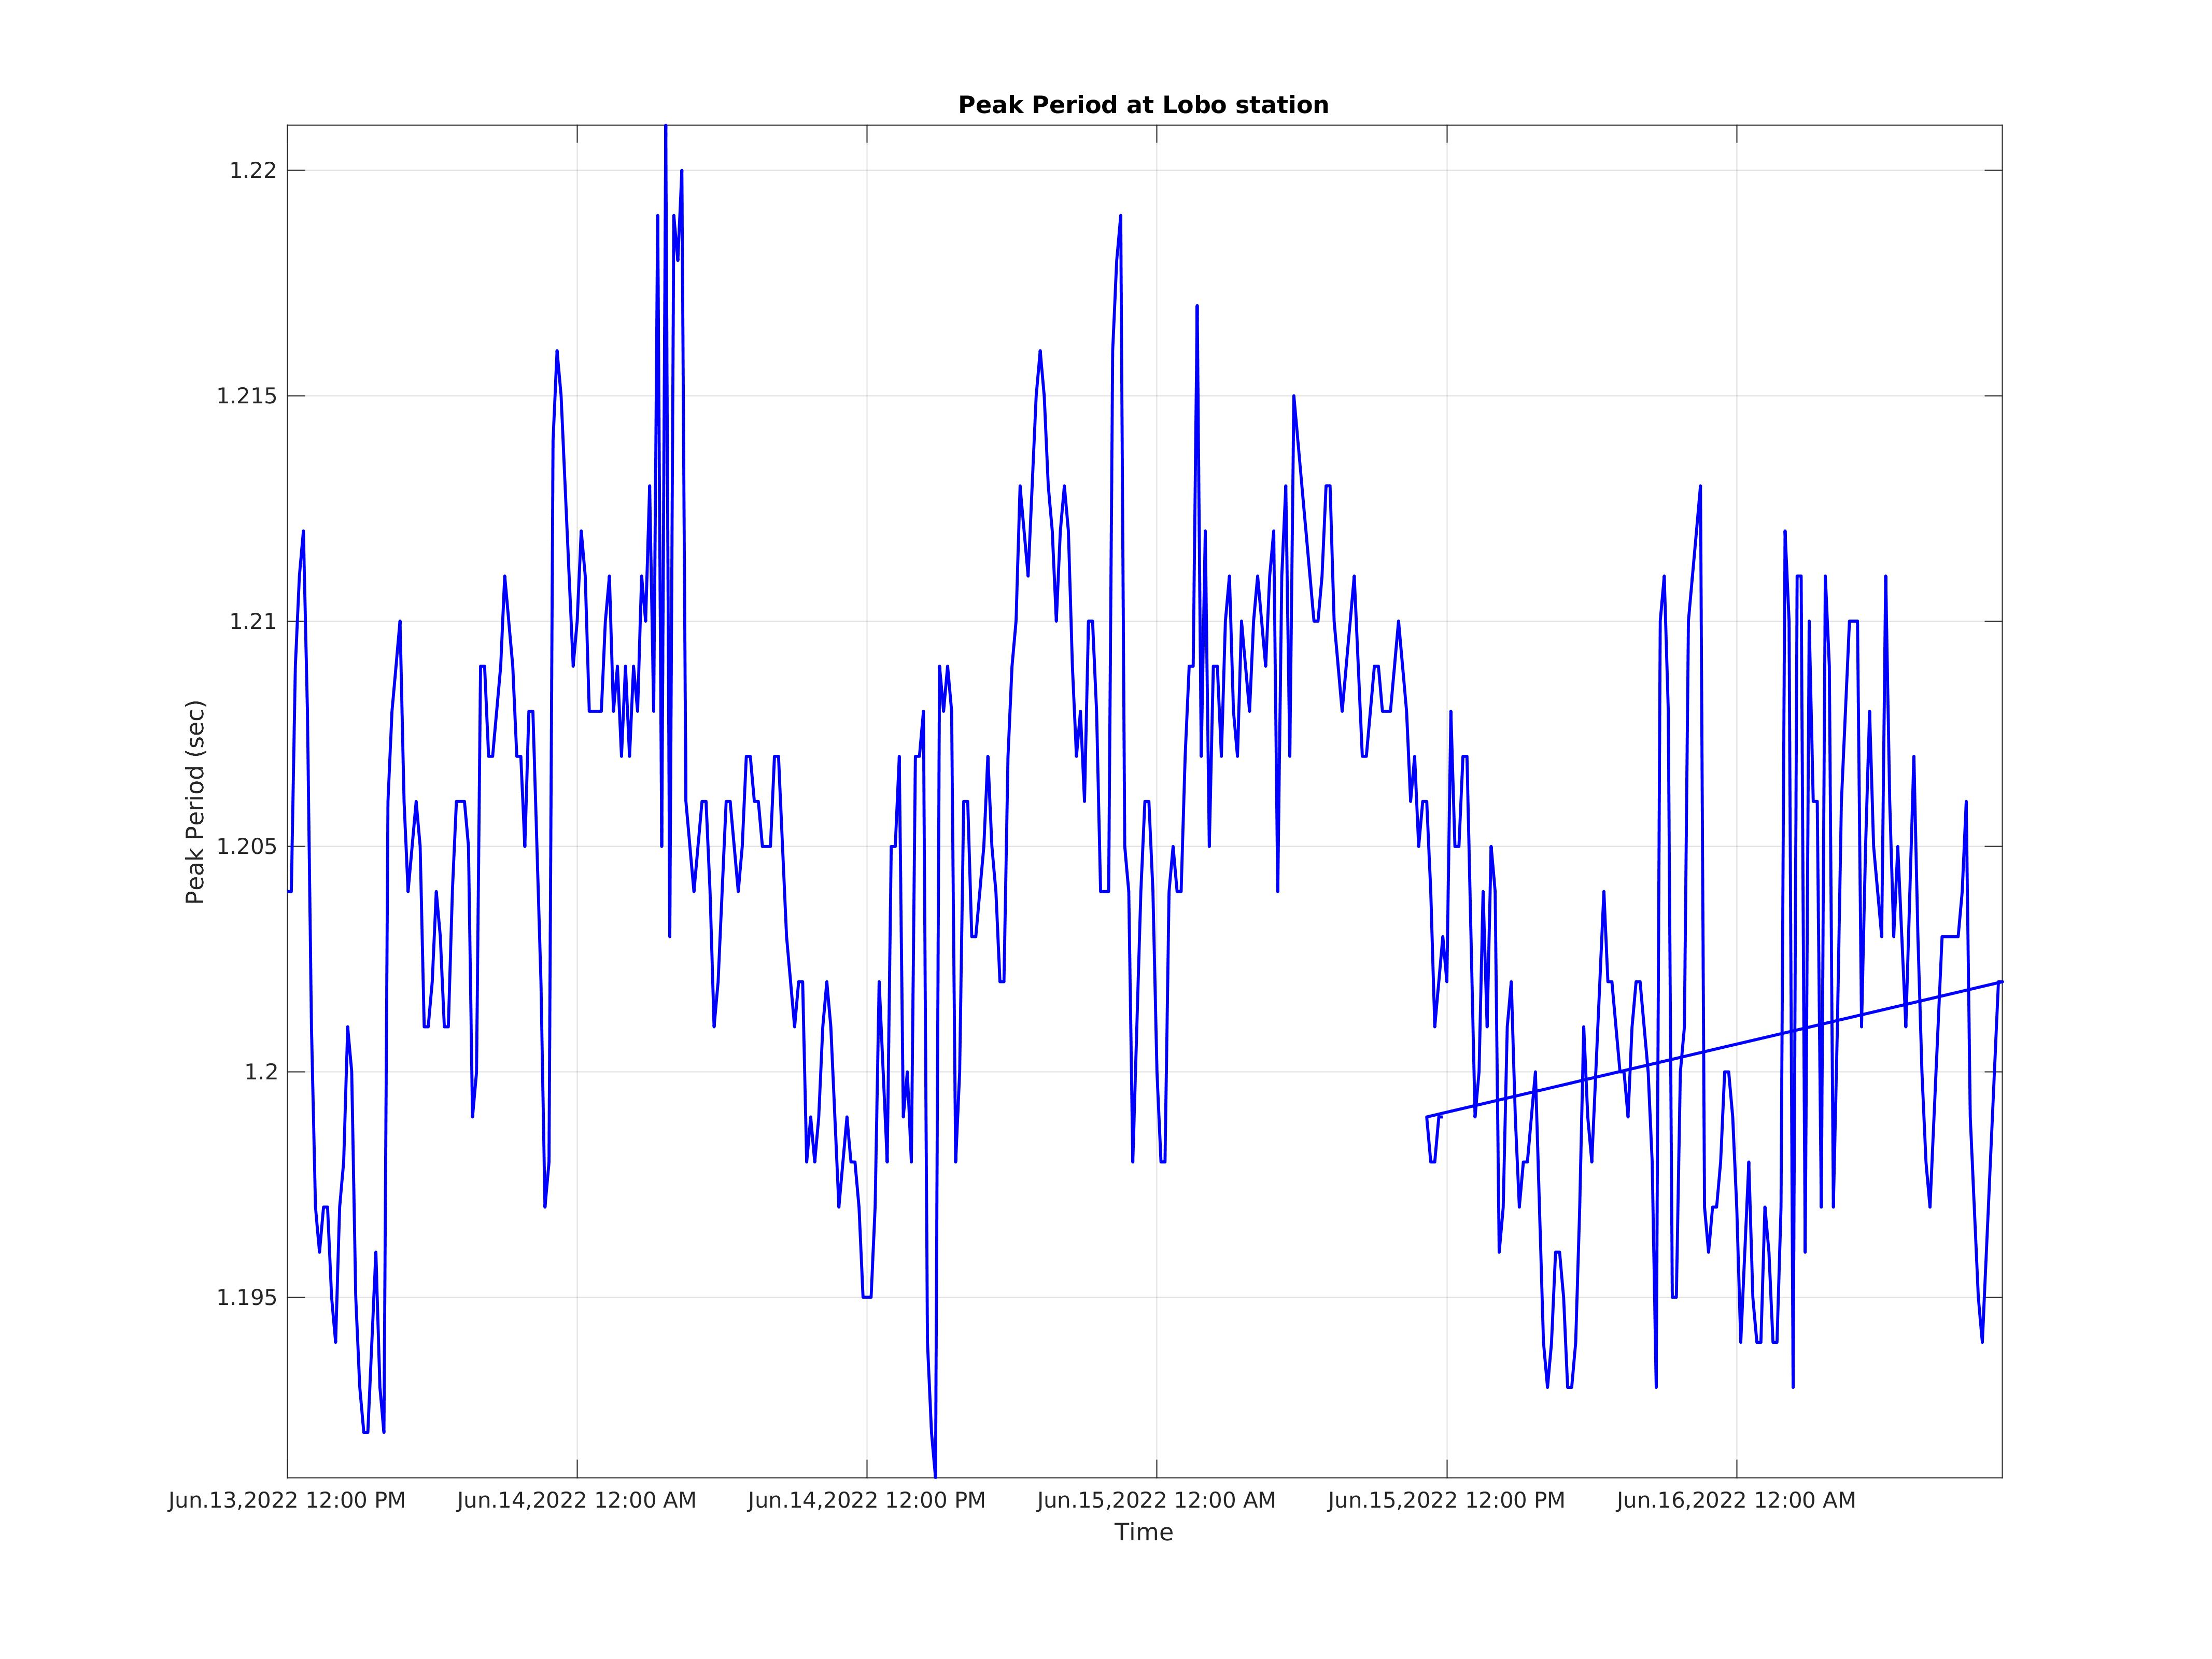 Peak Period at Lobo station
1.22
1.215
1.21
1.205
1.2
1.195
Peak Period (sec)
Jun.13,2022 12:00 PM
Jun.14,2022 12:00 AM
Jun.14,2022 12:00 PM
Jun.15,2022 12:00 AM
Jun.15,2022 12:00 PM
Jun.16,2022 12:00 AM
Time